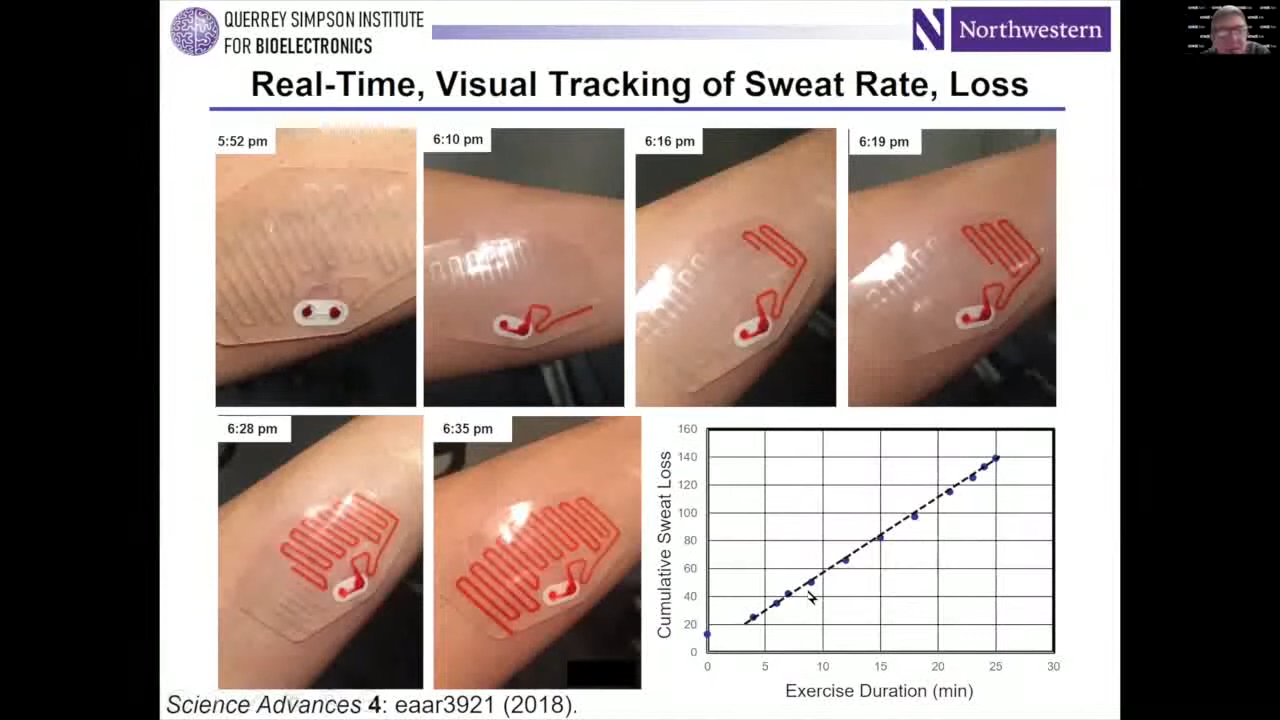 QUERREY SIMPSON INSTITUTE
FOR BIOELECTRONICS
N Northwestern
Real-Time, Visual Tracking of Sweat Rate, Loss
5:52 pm
6:10 pm
6:16 pm
6:19 pm
6:28 pm
6:35 pm
160
140
120
100
80
60
40
20
0
Cumulative Sweat Loss
0 5 10 15 20 25 30
Exercise Duration (min)
Science Advances 4: eaar3921 (2018).